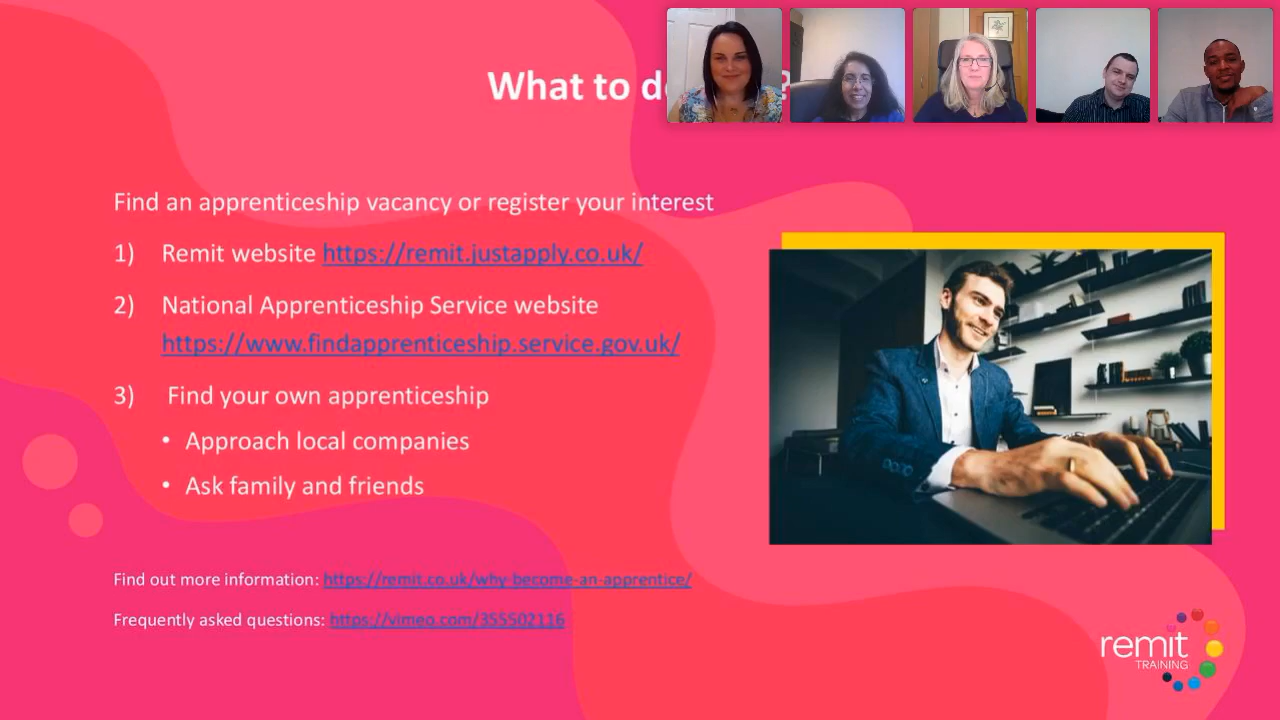 What to d
?
Find an apprenticeship vacancy or register your interest
1) Remit website https://remit.justapply.co.uk/
2) National Apprenticeship Service website
https://www.findapprenticeship.service.gov.uk/
3) Find your own apprenticeship
• Approach local companies
• Ask family and friends
Find out more information: https://remit.co.uk/why-become-an-apprentice/
Frequently asked questions: https://vimeo.com/355502116
remit
TRAINING